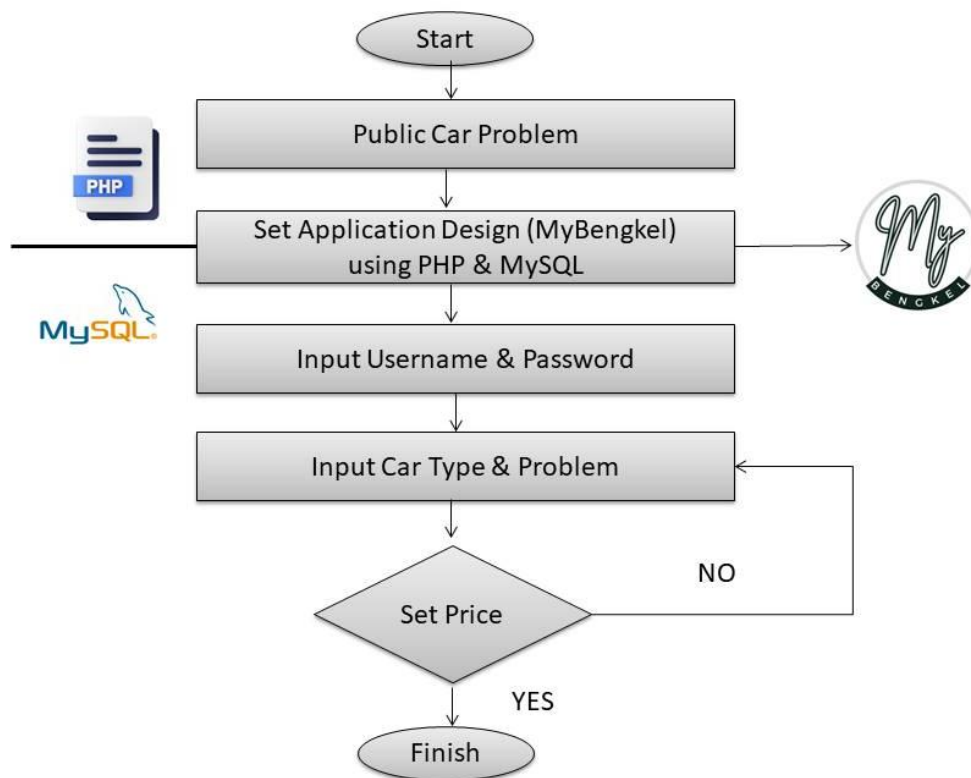 Start
Public Car Problem
PHP
Set Application Design (MyBengkel)
using PHP & MySQL
My
BENGKEL
MySQL®
Input Username & Password
Input Car Type & Problem
NO
Set Price
YES
Finish